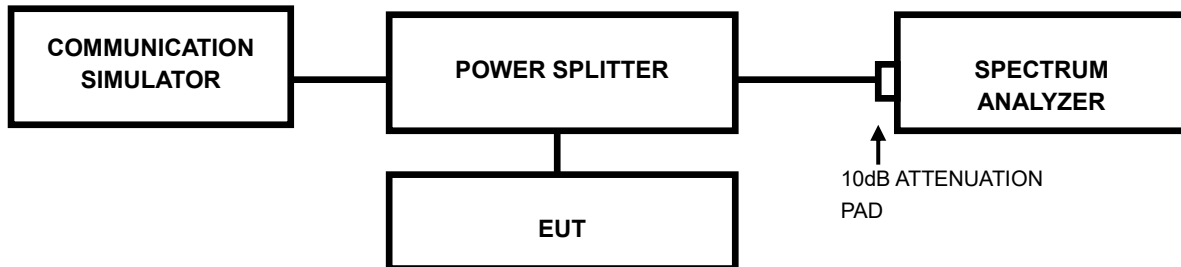 COMMUNICATION
SIMULATOR
POWER SPLITTER
SPECTRUM
ANALYZER
10dB ATTENUATION
PAD
EUT